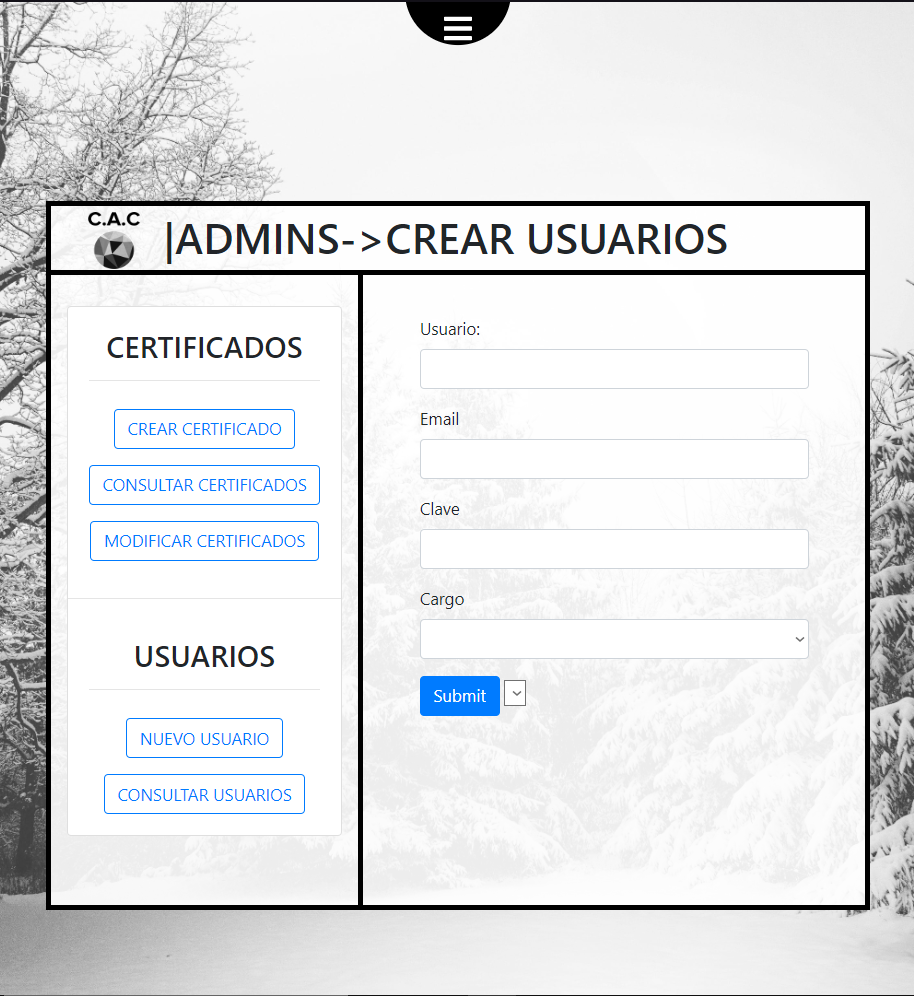 C.A.C
|ADMINS->CREAR USUARIOS
CERTIFICADOS
CREAR CERTIFICADO
CONSULTAR CERTIFICADOS
MODIFICAR CERTIFICADOS
USUARIOS
NUEVO USUARIO
CONSULTAR USUARIOS
Usuario:
Email
Clave
Cargo
Submit